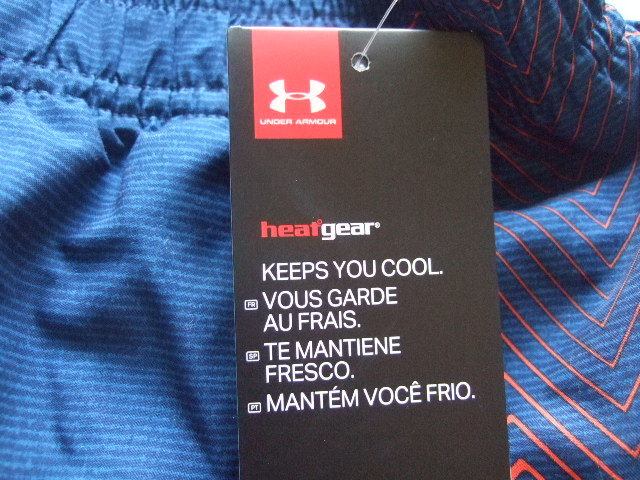 UNDER ARMOUR
heatgear®
KEEPS YOU COOL.
FR VOUS GARDE
AU FRAIS.
SP TE MANTIENE
FRESCO.
PT MANTÉM VOCÊ FRIO.